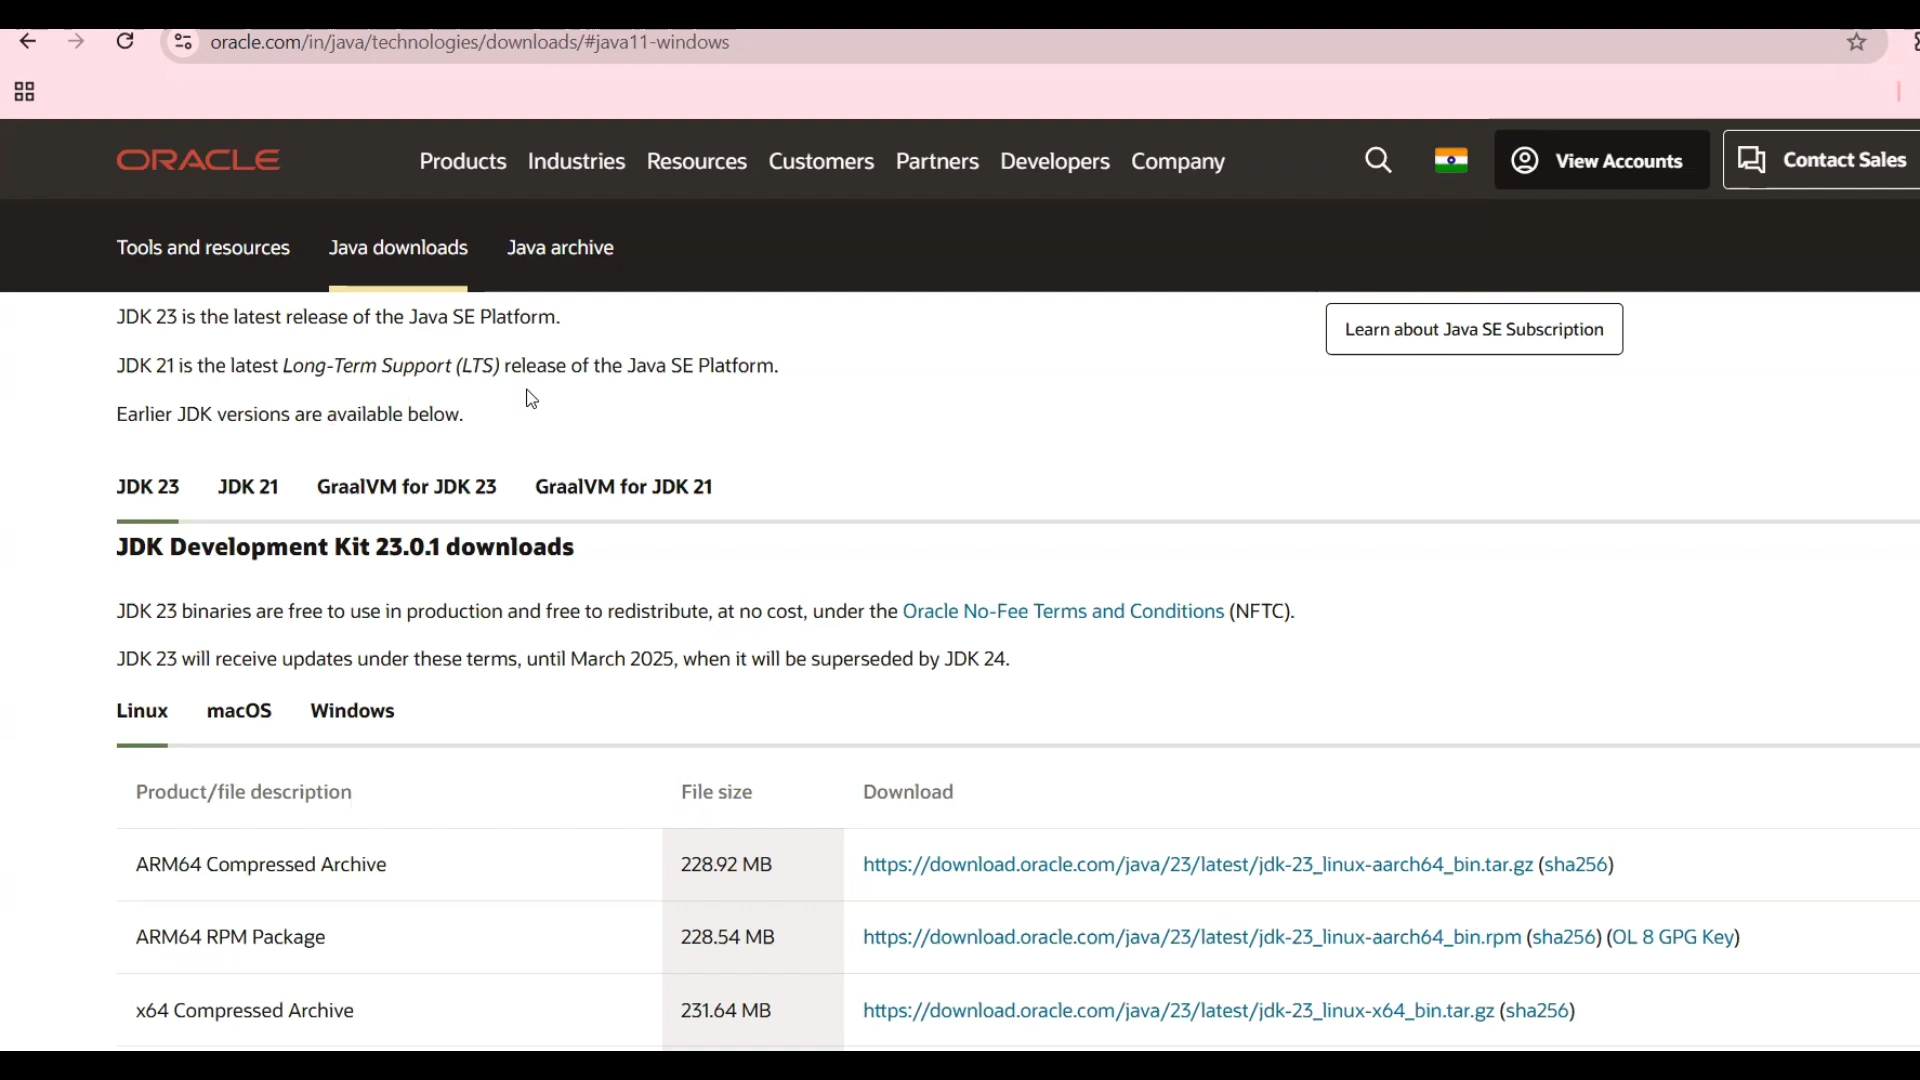 oracle.com/in/java/technologies/downloads/#java11-windows
ORACLE Products Industries Resources Customers Partners Developers Company View Accounts Contact Sales
Tools and resources Java downloads Java archive
JDK 23 is the latest release of the Java SE Platform.
Learn about Java SE Subscription
JDK 21 is the latest Long-Term Support (LTS) release of the Java SE Platform.
Earlier JDK versions are available below.
JDK 23 JDK 21 GraalVM for JDK 23 GraalVM for JDK 21
JDK Development Kit 23.0.1 downloads
JDK 23 binaries are free to use in production and free to redistribute, at no cost, under the Oracle No-Fee Terms and Conditions (NFTC).
JDK 23 will receive updates under these terms, until March 2025, when it will be superseded by JDK 24.
Linux macOS Windows
Product/file description File size Download
ARM64 Compressed Archive 228.92 MB https://download.oracle.com/java/23/latest/jdk-23_linux-aarch64_bin.tar.gz (sha256)
ARM64 RPM Package 228.54 MB https://download.oracle.com/java/23/latest/jdk-23_linux-aarch64_bin.rpm (sha256) (OL 8 GPG Key)
x64 Compressed Archive 231.64 MB https://download.oracle.com/java/23/latest/jdk-23_linux-x64_bin.tar.gz (sha256)